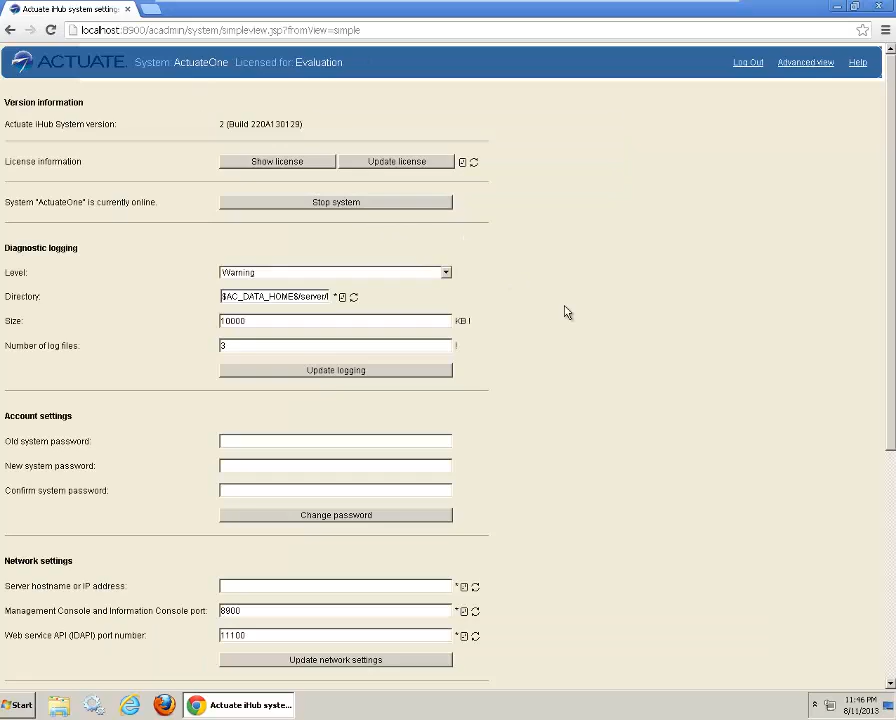 Actuate iHub system setting:
localhost:8900/acadmin/system/simpleview.jsp?fromView=simple
ACTUATE. System ActuateOne Licensed for Evaluation Log Out Advanced view Help
Version information
Actuate iHub System version: 2 (Build 220A130129)
License information Show license Update license
System "ActuateOne" is currently online. Stop system
Diagnostic logging
Level: Warning
Directory: $AC_DATA_HOME$/server/l *
Size: 10000 KB !
Number of log files: 3 !
Update logging
Account settings
Old system password:
New system password:
Confirm system password:
Change password
Network settings
Server hostname or IP address: *
Management Console and Information Console port: 8900 *
Web service API (IDAPI) port number: 11100 *
Update network settings
Start Actuate iHub syste... 11:46 PM
8/11/2013